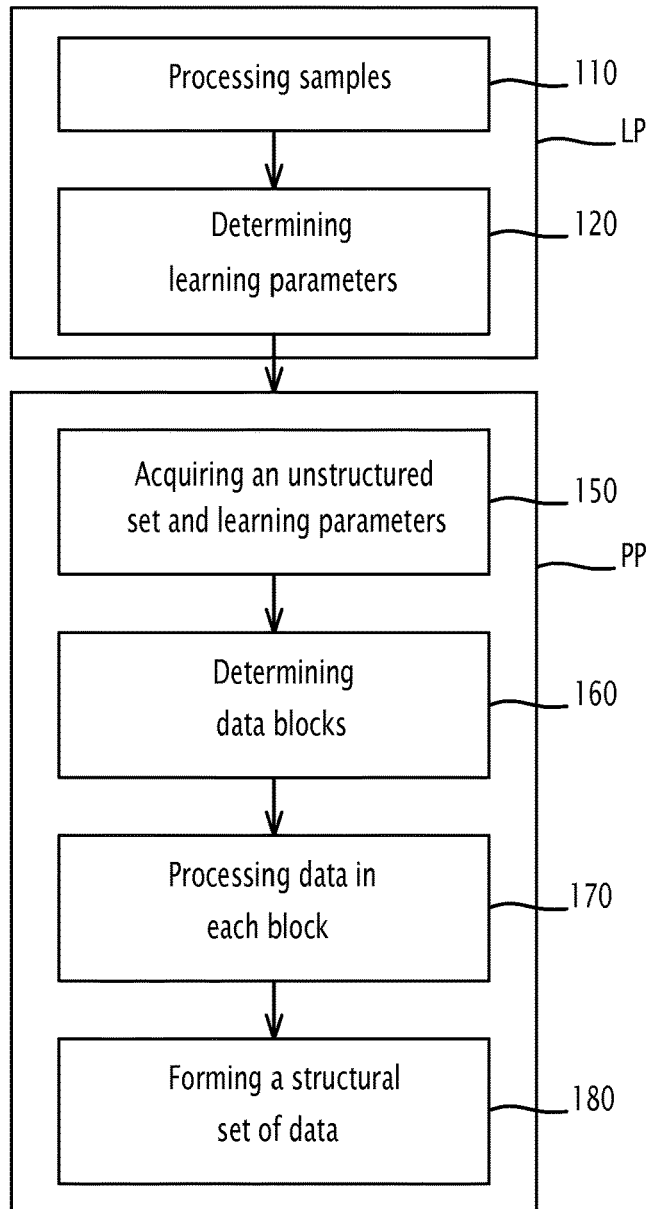 Processing samples
110
LP
Determining
learning parameters
120
Acquiring an unstructured
set and learning parameters
150
PP
Determining
data blocks
160
Processing data in
each block
170
Forming a structural
set of data
180